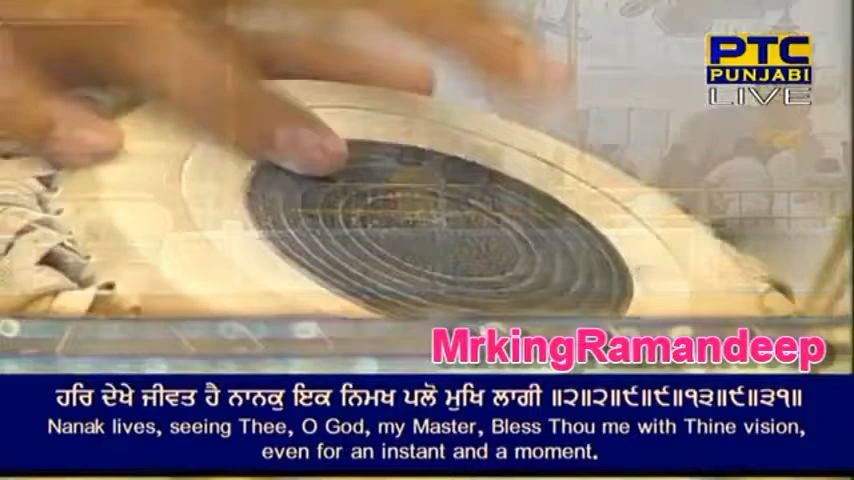 PTC
PUNJABI
LIVE
MrkingRamandeep
ਹਰਿ ਦੇਖੇ ਜੀਵਤ ਹੈ ਨਾਨਕੁ ਇਕ ਨਿਮਖ ਪਲੋ ਮੁਖਿ ਲਾਗੀ ॥੨॥੨॥੯॥੯॥੧੩॥੯॥੩੧॥
Nanak lives, seeing Thee, O God, my Master, Bless Thou me with Thine vision,
even for an instant and a moment.